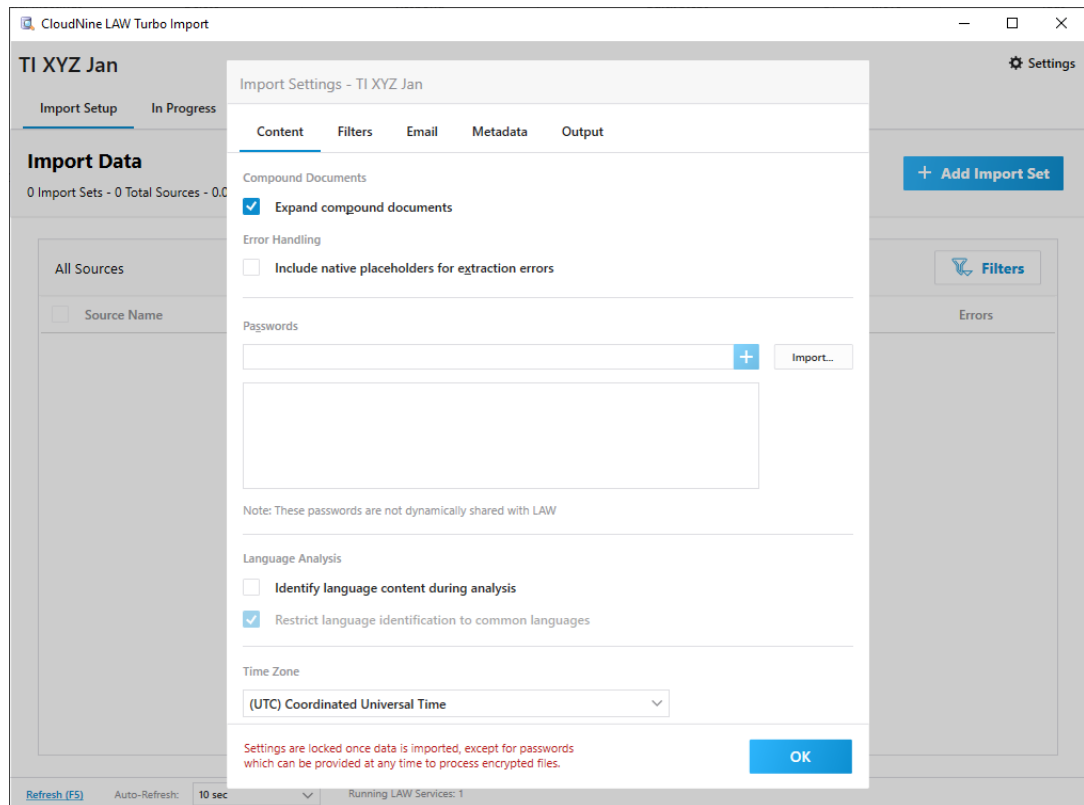 CloudNine LAW Turbo Import
TI XYZ Jan
Settings
Import Setup
In Progress
Import Data
0 Import Sets - 0 Total Sources - 0.0
+ Add Import Set
All Sources
Filters
Source Name
Errors
Import Settings - TI XYZ Jan
Content
Filters
Email
Metadata
Output
Compound Documents
Expand compound documents
Error Handling
Include native placeholders for extraction errors
Passwords
+
Import...
Note: These passwords are not dynamically shared with LAW
Language Analysis
Identify language content during analysis
Restrict language identification to common languages
Time Zone
(UTC) Coordinated Universal Time
Settings are locked once data is imported, except for passwords
which can be provided at any time to process encrypted files.
OK
Refresh (F5)
Auto-Refresh:
10 sec
Running LAW Services: 1